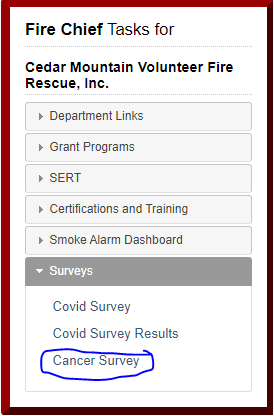 Fire Chief Tasks for
Cedar Mountain Volunteer Fire
Rescue, Inc.
Department Links
Grant Programs
SERT
Certifications and Training
Smoke Alarm Dashboard
Surveys
Covid Survey
Covid Survey Results
Cancer Survey